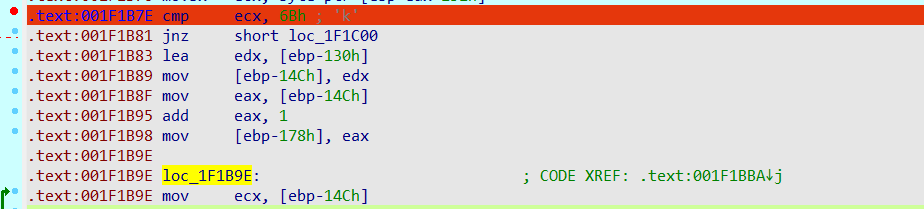 .text:001F1B7E cmp ecx, 6Bh ; 'k'
.text:001F1B81 jnz short loc_1F1C00
.text:001F1B83 lea edx, [ebp-130h]
.text:001F1B89 mov [ebp-14Ch], edx
.text:001F1B8F mov eax, [ebp-14Ch]
.text:001F1B95 add eax, 1
.text:001F1B98 mov [ebp-178h], eax
.text:001F1B9E
.text:001F1B9E loc_1F1B9E: ; CODE XREF: .text:001F1BBA↓j
.text:001F1B9E mov ecx, [ebp-14Ch]